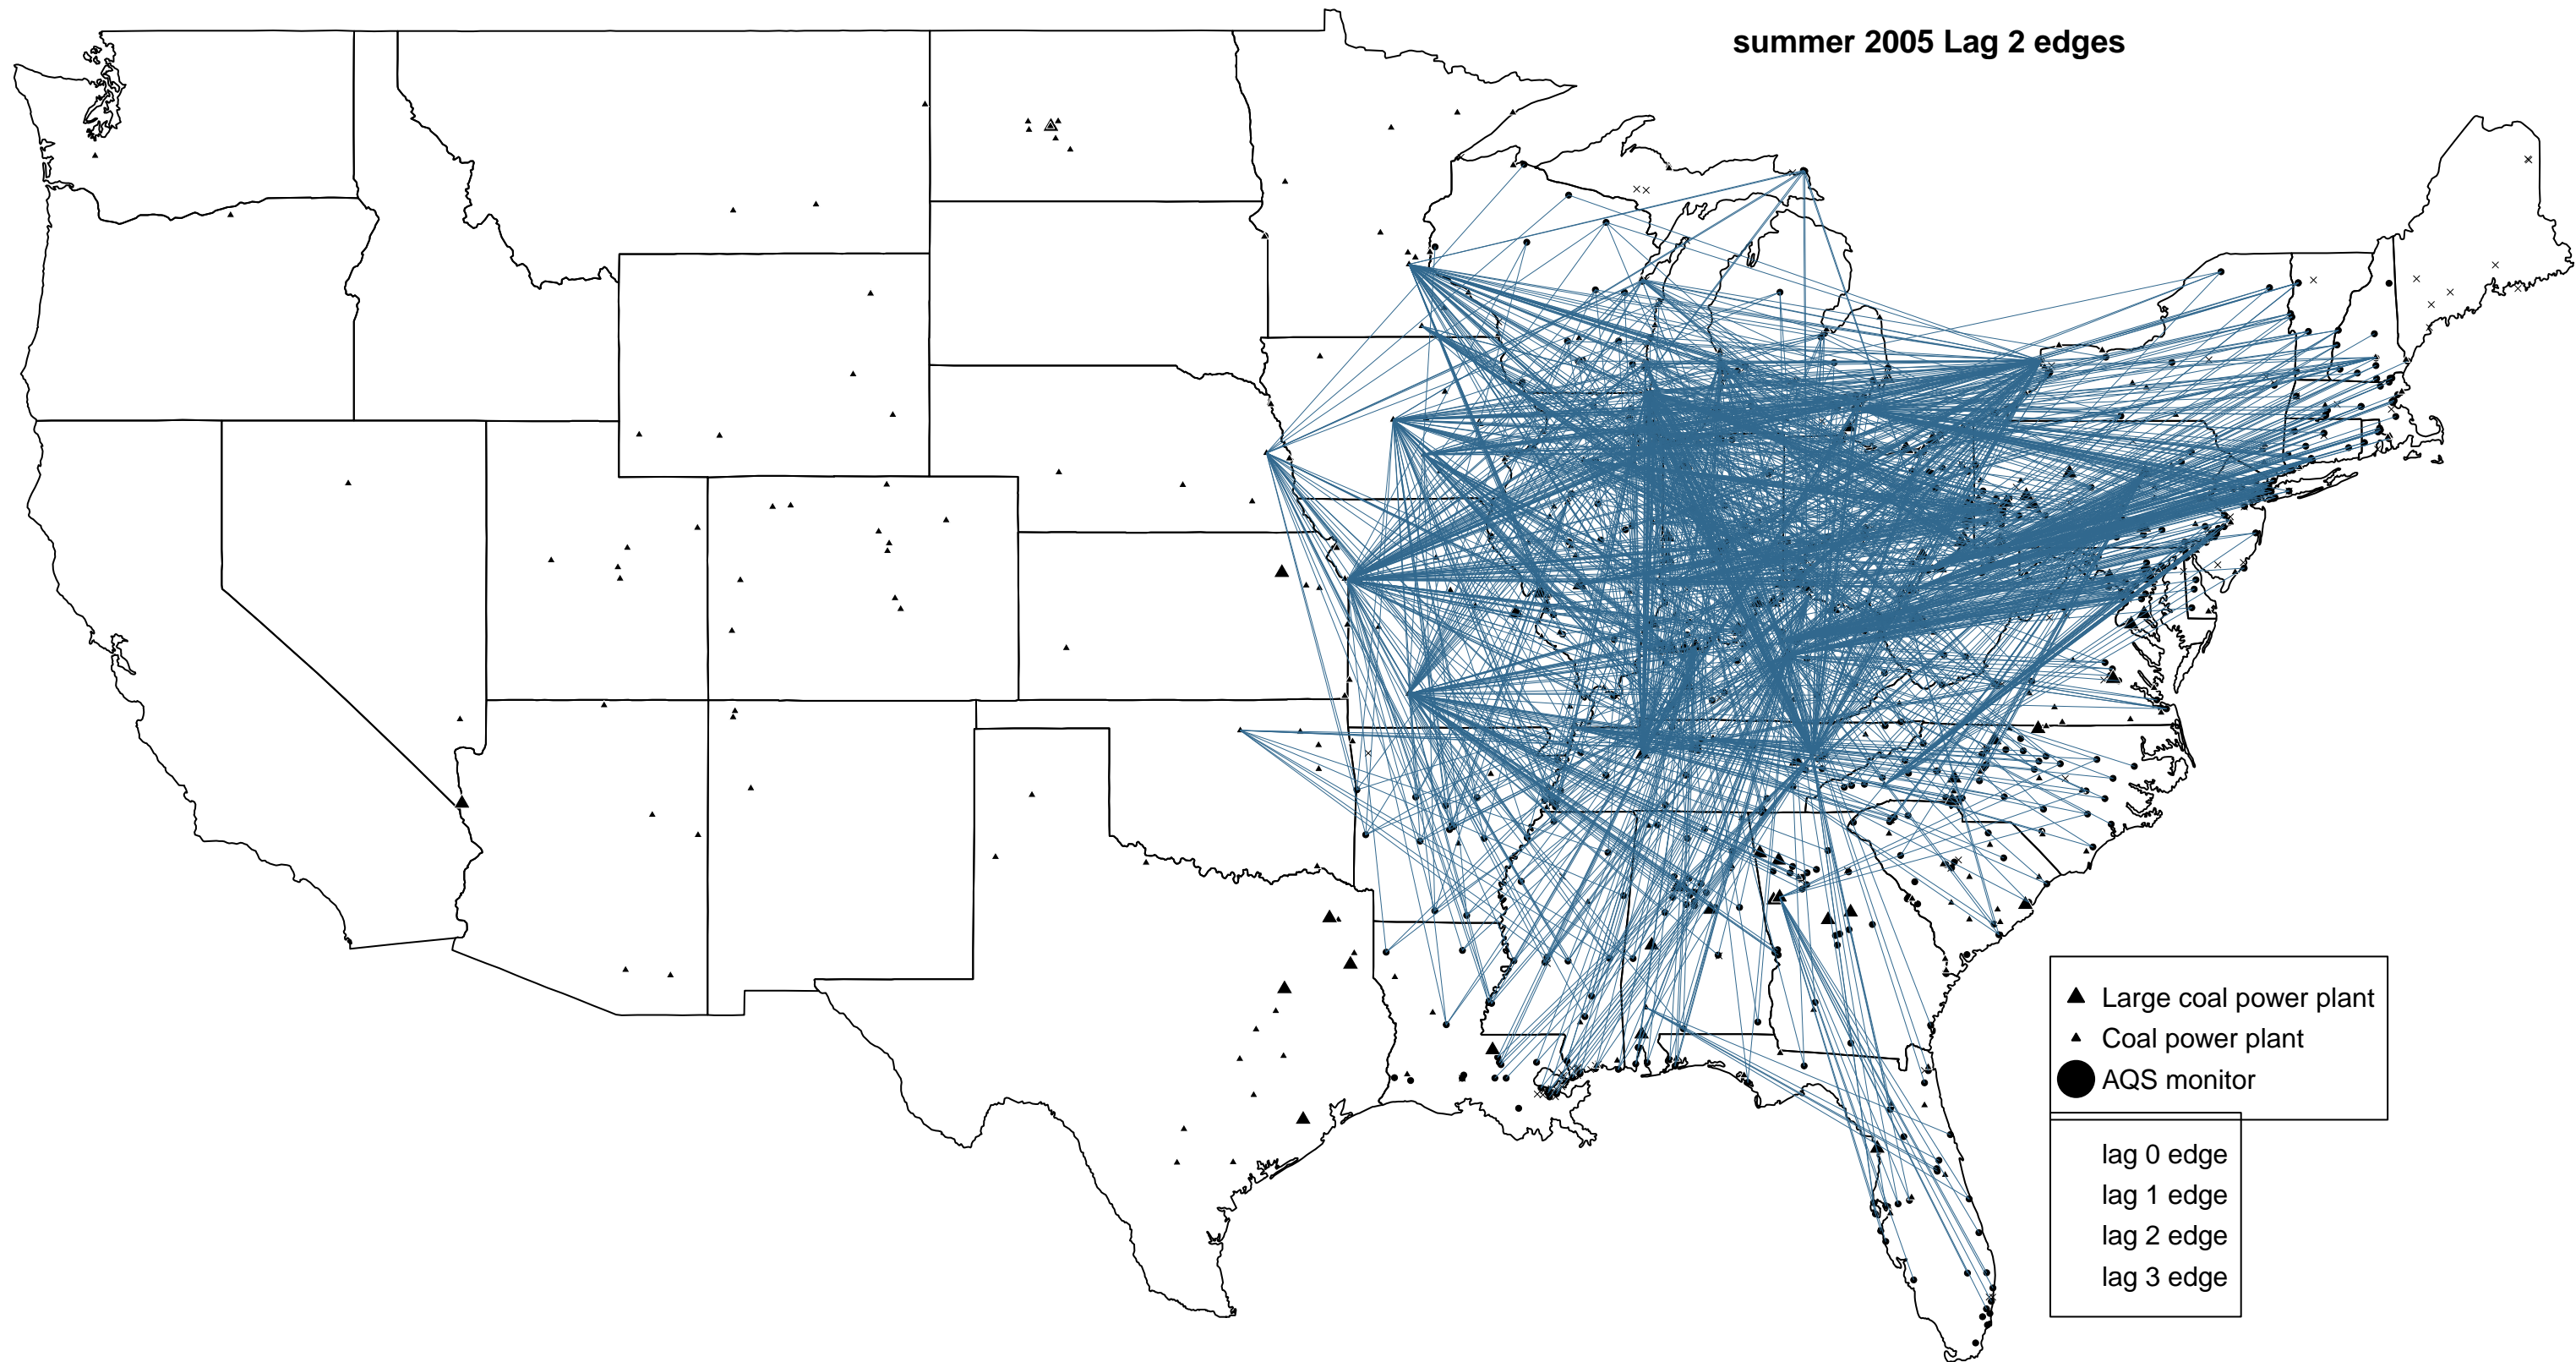 summer 2005 Lag 2 edges
Large coal power plant
Coal power plant
AQS monitor
lag 0 edge
lag 1 edge
lag 2 edge
lag 3 edge